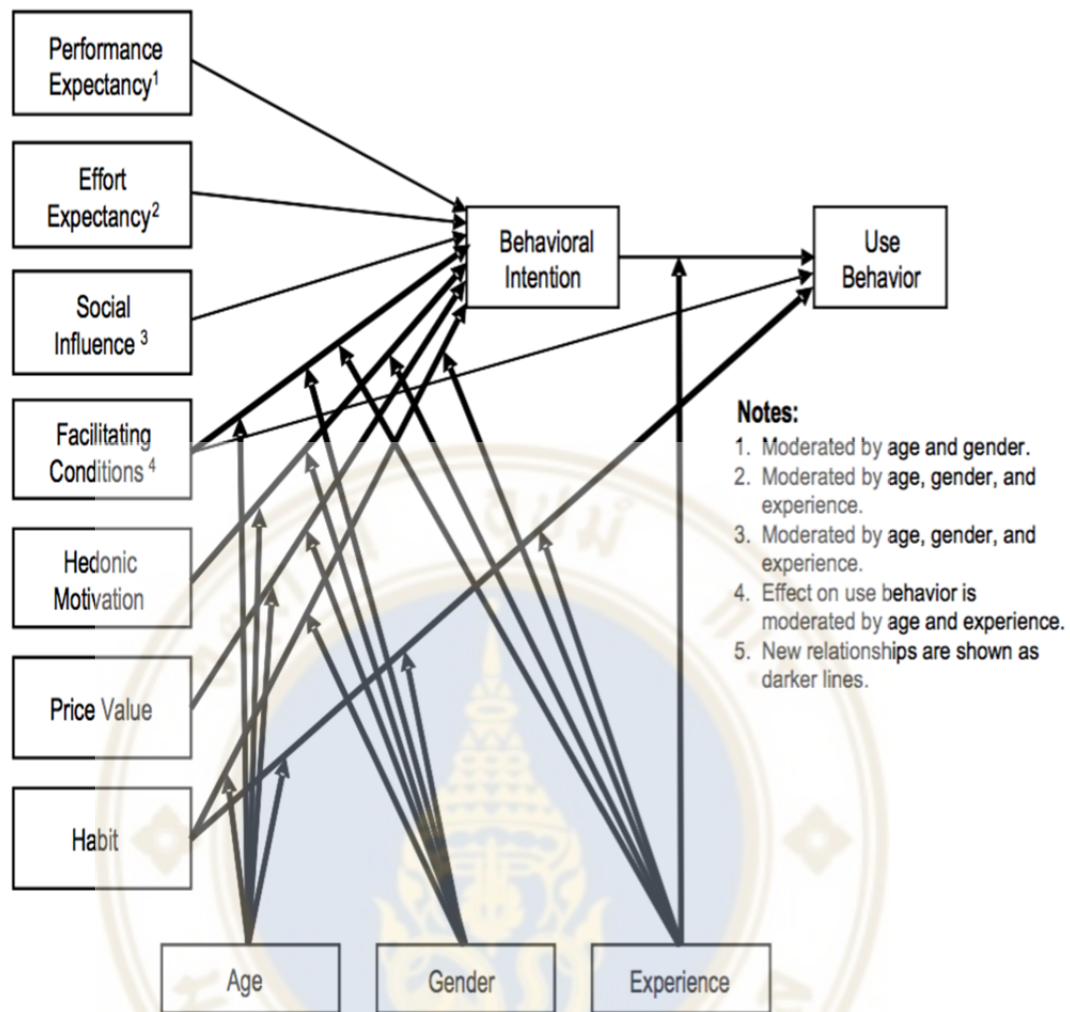 Performance
Expectancy¹
Effort
Expectancy²
Social
Influence ³
Facilitating
Conditions ⁴
Hedonic
Motivation
Price Value
Habit
Behavioral
Intention
Use
Behavior
Notes:
1. Moderated by age and gender.
2. Moderated by age, gender, and
experience.
3. Moderated by age, gender, and
experience.
4. Effect on use behavior is
moderated by age and experience.
5. New relationships are shown as
darker lines.
Age
Gender
Experience